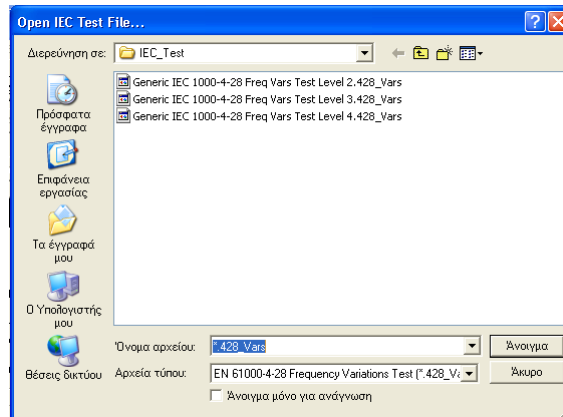 Open IEC Test File...
Διερεύνηση σε:
IEC_Test
Generic IEC 1000-4-28 Freq Vars Test Level 2.428_Vars
Generic IEC 1000-4-28 Freq Vars Test Level 3.428_Vars
Generic IEC 1000-4-28 Freq Vars Test Level 4.428_Vars
Πρόσφατα
έγγραφα
Επιφάνεια
εργασίας
Τα έγγραφά
μου
Ο Υπολογιστής
μου
Θέσεις δικτύου
Όνομα αρχείου:
*.428_Vars
Άνοιγμα
Αρχεία τύπου:
EN 61000-4-28 Frequency Variations Test (*.428_Va
Άκυρο
Άνοιγμα μόνο για ανάγνωση